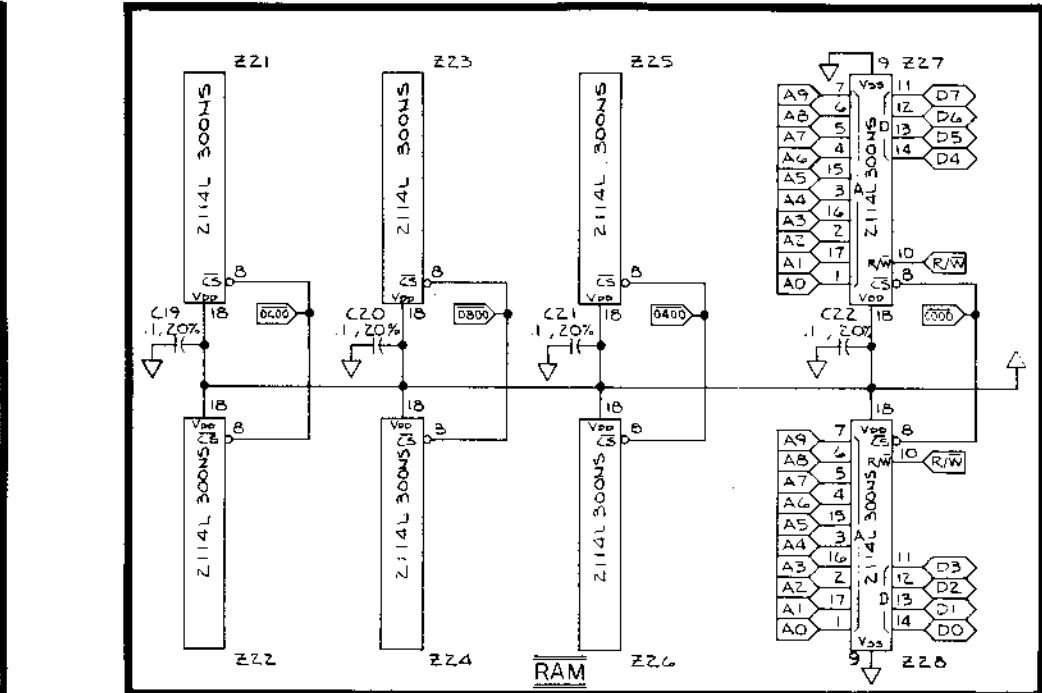 Z21
Z23
Z25
9 Z27
2114L 300NS
CS
VDD
8
18
C19
.1, 20%
0C00
2114L 300NS
CS
VDD
8
18
C20
.1, 20%
0800
2114L 300NS
CS
VDD
8
18
C21
.1, 20%
0400
VSS
A9 7
A8 6
A7 5
A6 4
A5 15
A4 3
A3 16
A2 2
A1 17
A0 1
A
2114L 300NS
D
11 D7
12 D6
13 D5
14 D4
R/W 10 R/W
CS 8
VDD
18
C22
.1, 20%
18
VDD
CS 8
2114L 300NS
Z22
18
VDD
CS 8
2114L 300NS
Z24
18
VDD
CS 8
2114L 300NS
Z26
18
VDD
CS 8
R/W 10 R/W
A9 7
A8 6
A7 5
A6 4
A5 15
A4 3
A3 16
A2 2
A1 17
A0 1
A
2114L 300NS
D
11 D3
12 D2
13 D1
14 D0
VSS
9 Z28
RAM